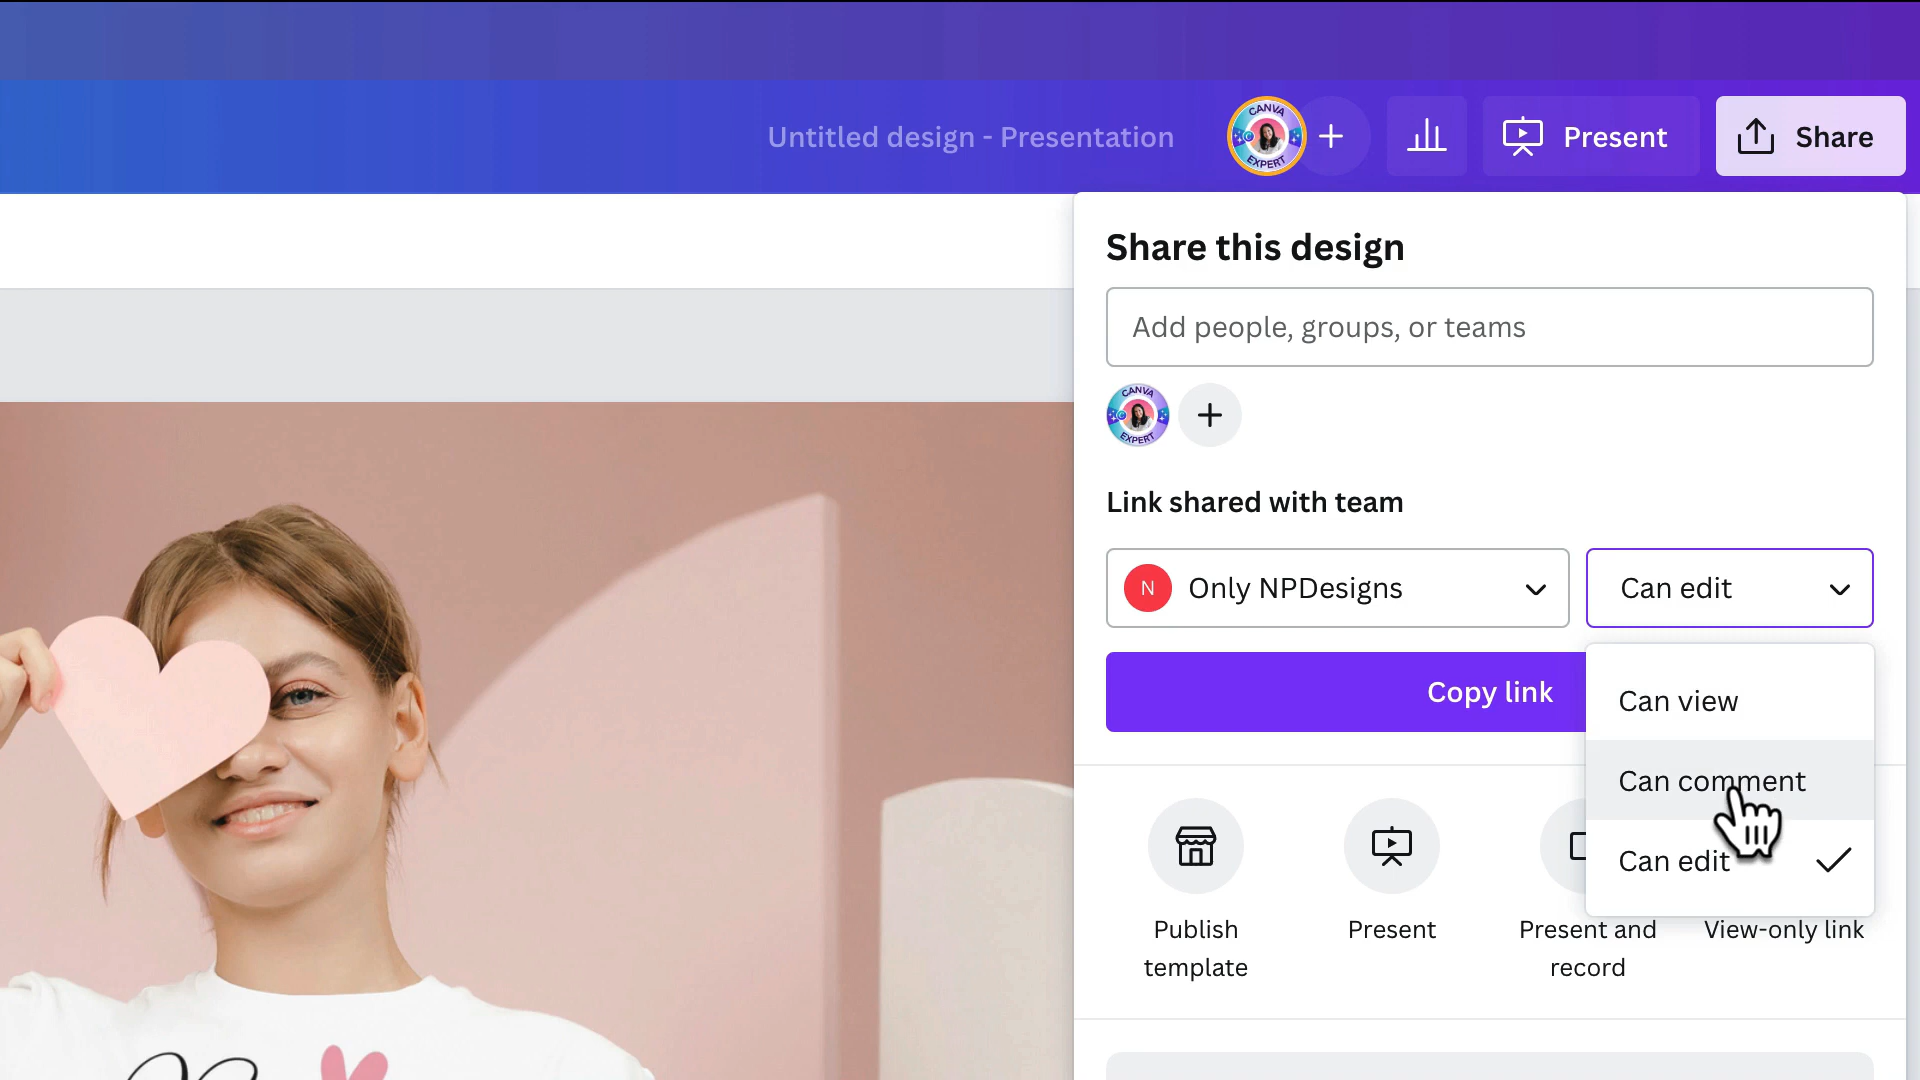 Untitled design - Presentation
CANVA
EXPERT
Present
Share
Share this design
Add people, groups, or teams
CANVA
EXPERT
Link shared with team
N Only NPDesigns
Can edit
Copy link
Can view
Can comment
Can edit
Publish
template
Present
Present and
record
View-only link